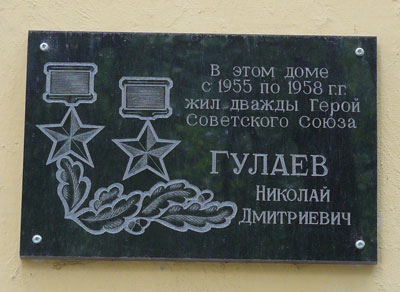 В этом доме
с 1955 по 1958 г.г.
жил дважды Герой
Советского Союза
ГУЛАЕВ
Николай
Дмитриевич